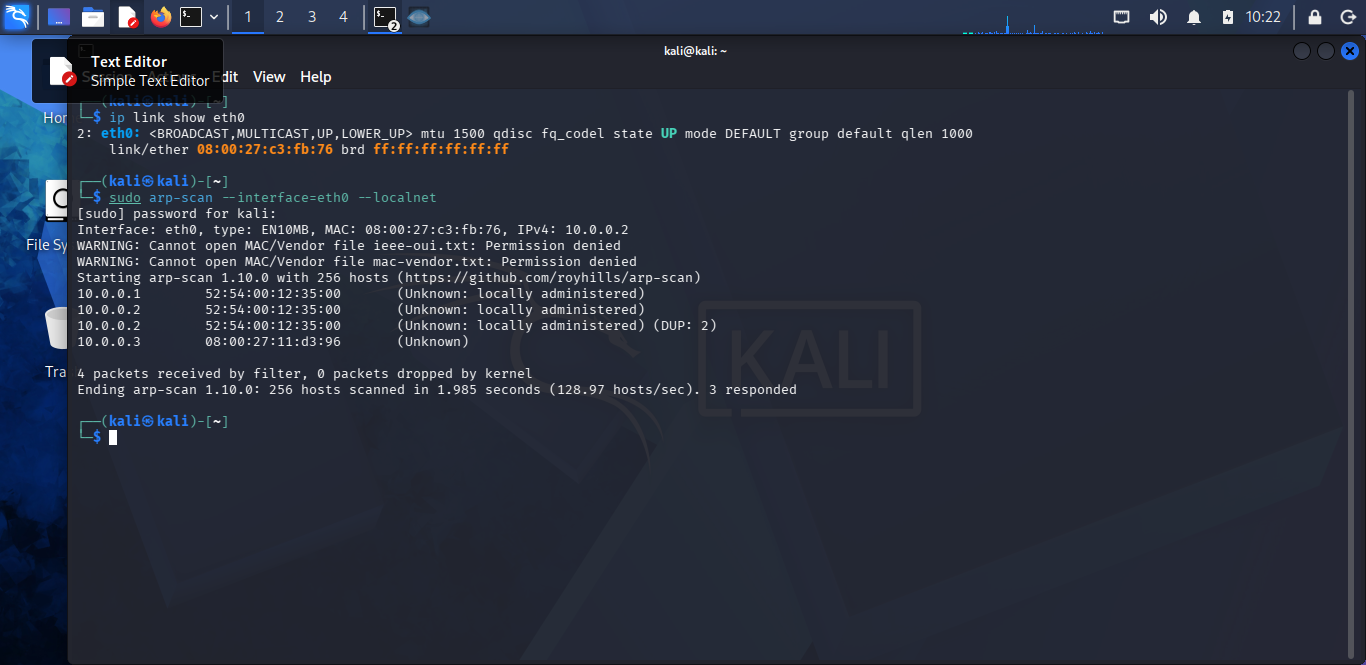 1 2 3 4
2
10:22
kali@kali: ~
Text Editor
Simple Text Editor
Edit View Help
┌──(kali㉿kali)-[~]
└─$ ip link show eth0
2: eth0: <BROADCAST,MULTICAST,UP,LOWER_UP> mtu 1500 qdisc fq_codel state UP mode DEFAULT group default qlen 1000
    link/ether 08:00:27:c3:fb:76 brd ff:ff:ff:ff:ff:ff
┌──(kali㉿kali)-[~]
└─$ sudo arp-scan --interface=eth0 --localnet
[sudo] password for kali:
Interface: eth0, type: EN10MB, MAC: 08:00:27:c3:fb:76, IPv4: 10.0.0.2
WARNING: Cannot open MAC/Vendor file ieee-oui.txt: Permission denied
WARNING: Cannot open MAC/Vendor file mac-vendor.txt: Permission denied
Starting arp-scan 1.10.0 with 256 hosts (https://github.com/royhills/arp-scan)
10.0.0.1        52:54:00:12:35:00       (Unknown: locally administered)
10.0.0.2        52:54:00:12:35:00       (Unknown: locally administered)
10.0.0.2        52:54:00:12:35:00       (Unknown: locally administered) (DUP: 2)
10.0.0.3        08:00:27:11:d3:96       (Unknown)
4 packets received by filter, 0 packets dropped by kernel
Ending arp-scan 1.10.0: 256 hosts scanned in 1.985 seconds (128.97 hosts/sec). 3 responded
┌──(kali㉿kali)-[~]
└─$
KALI
Hor
File Sy
Tra